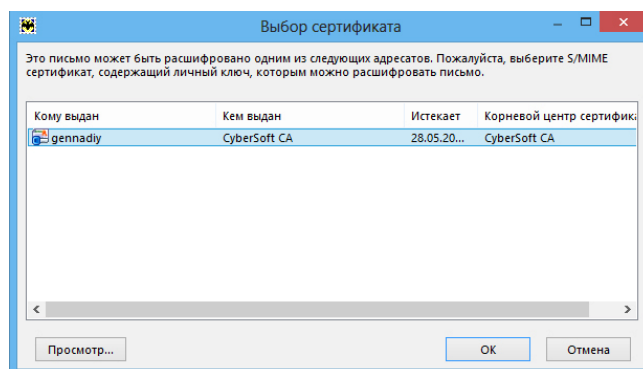 Выбор сертификата
Это письмо может быть расшифровано одним из следующих адресатов. Пожалуйста, выберите S/MIME
сертификат, содержащий личный ключ, которым можно расшифровать письмо.
Кому выдан Кем выдан Истекает Корневой центр сертифик
gennadiy CyberSoft CA 28.05.20... CyberSoft CA
Просмотр... ОК Отмена